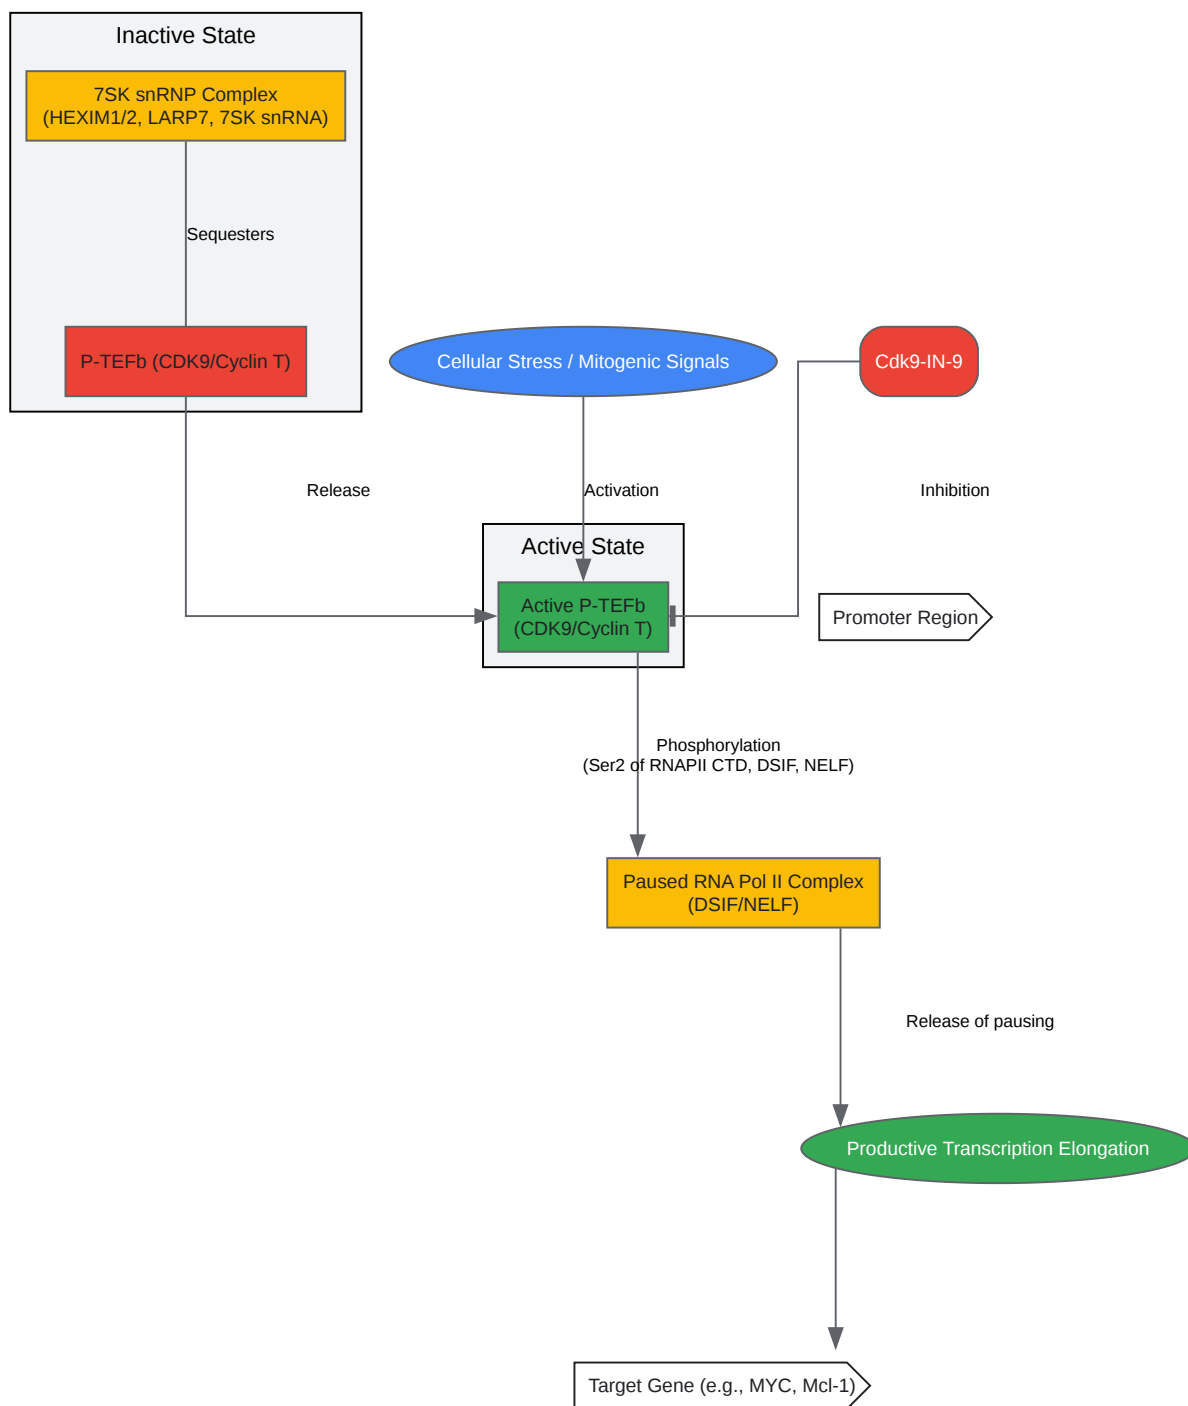 Inactive State
7SK snRNP Complex
(HEXIM1/2, LARP7, 7SK snRNA)
Sequesters
P-TEFb (CDK9/Cyclin T)
Cellular Stress / Mitogenic Signals
Cdk9-IN-9
Release
Activation
Inhibition
Active State
Active P-TEFb
(CDK9/Cyclin T)
Promoter Region
Phosphorylation
(Ser2 of RNAPII CTD, DSIF, NELF)
Paused RNA Pol II Complex
(DSIF/NELF)
Release of pausing
Productive Transcription Elongation
Target Gene (e.g., MYC, Mcl-1)